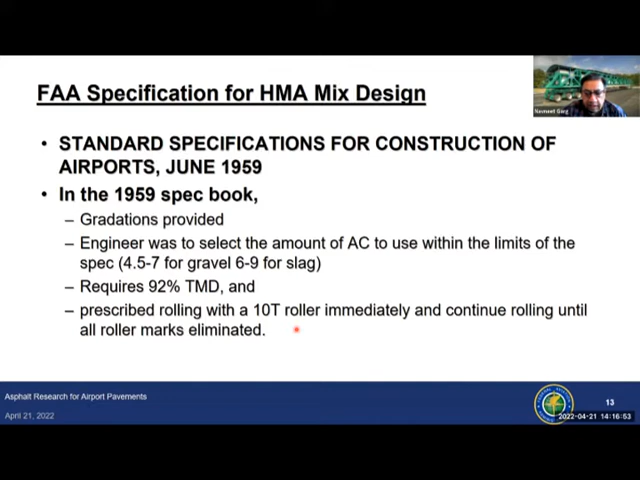 FAA Specification for HMA Mix Design
Navneet Garg
• STANDARD SPECIFICATIONS FOR CONSTRUCTION OF
AIRPORTS, JUNE 1959
• In the 1959 spec book,
– Gradations provided
– Engineer was to select the amount of AC to use within the limits of the
spec (4.5-7 for gravel 6-9 for slag)
– Requires 92% TMD, and
– prescribed rolling with a 10T roller immediately and continue rolling until
all roller marks eliminated.
Asphalt Research for Airport Pavements
April 21, 2022
13
2022-04-21 14:16:53